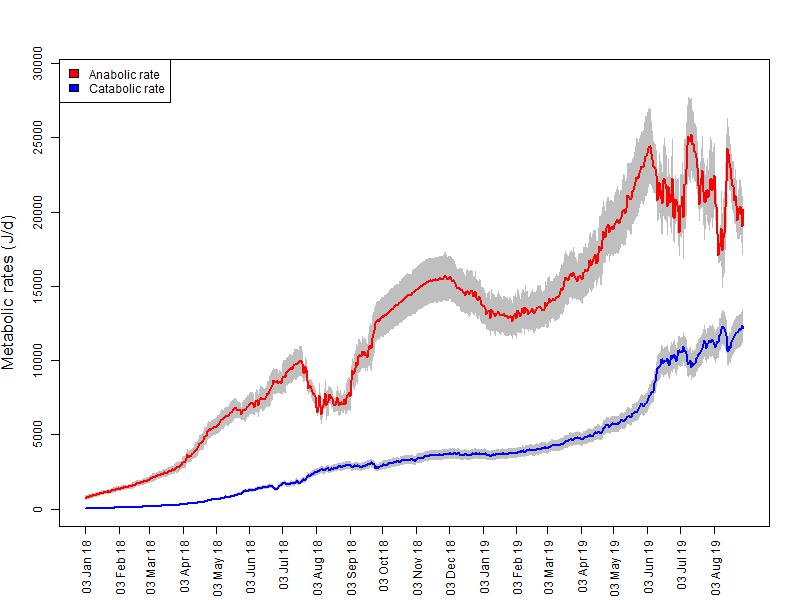 Anabolic rate
Catabolic rate
Metabolic rates (J/d)
30000
25000
20000
15000
10000
5000
0
03 Jan 18
03 Feb 18
03 Mar 18
03 Apr 18
03 May 18
03 Jun 18
03 Jul 18
03 Aug 18
03 Sep 18
03 Oct 18
03 Nov 18
03 Dec 18
03 Jan 19
03 Feb 19
03 Mar 19
03 Apr 19
03 May 19
03 Jun 19
03 Jul 19
03 Aug 19